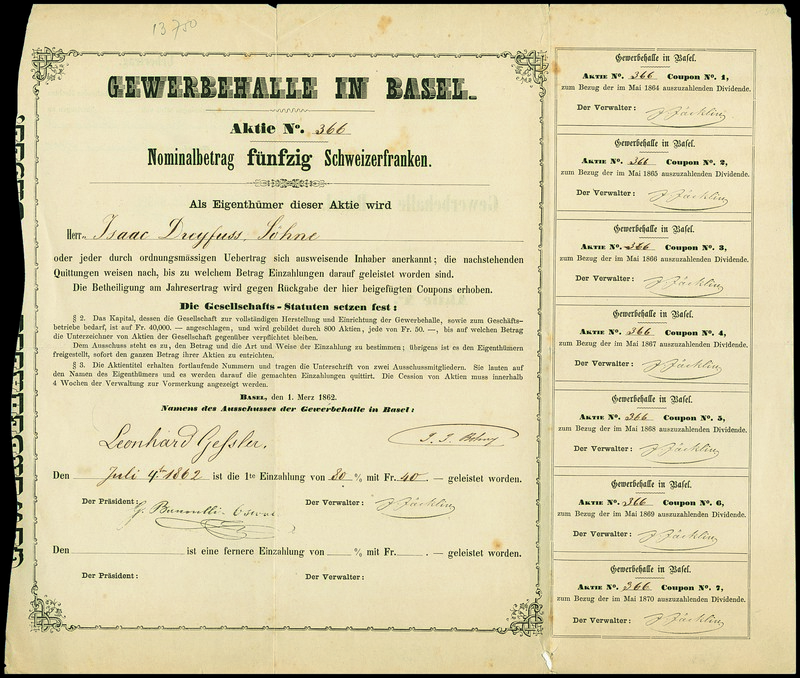 13750
GEWERBEHALLE IN BASEL.
Aktie No. 366
Nominalbetrag fünfzig Schweizerfranken.
Als Eigenthümer dieser Aktie wird
Herrn Isaac Dreyfuss Söhne
oder jeder durch ordnungsmässigen Uebertrag sich ausweisende Inhaber anerkannt; die nachstehenden
Quittungen weisen nach, bis zu welchem Betrag Einzahlungen darauf geleistet worden sind.
Die Betheiligung am Jahresertrag wird gegen Rückgabe der hier beigefügten Coupons erhoben.
Die Gesellschafts-Statuten setzen fest:
§ 2. Das Kapital, dessen die Gesellschaft zur vollständigen Herstellung und Einrichtung der Gewerbehalle, sowie zum Geschäfts-
betriebe bedarf, ist auf Fr. 40,000. — angeschlagen, und wird gebildet durch 800 Aktien, jede von Fr. 50. —, bis auf welchen Betrag
die Unterzeichner von Aktien der Gesellschaft gegenüber verpflichtet bleiben.
Dem Ausschuss steht es zu, den Betrag und die Art und Weise der Einzahlung zu bestimmen; übrigens ist es den Eigenthümern
freigestellt, sofort den ganzen Betrag ihrer Aktien zu entrichten.
§ 3. Die Aktientitel erhalten fortlaufende Nummern und tragen die Unterschrift von zwei Ausschussmitgliedern. Sie lauten auf
den Namen des Eigenthümers und es werden darauf die gemachten Einzahlungen quittirt. Die Cession von Aktien muss innerhalb
4 Wochen der Verwaltung zur Vormerkung angezeigt werden.
Basel, den 1. Merz 1862.
Namens des Ausschusses der Gewerbehalle in Basel:
Leonhard Gessler. J. J. Bohny
Den Juli 4te 1862 ist die 1te Einzahlung von 80 % mit Fr. 40. — geleistet worden.
Der Präsident: Der Verwalter: J Jäcklin
Den ist eine fernere Einzahlung von % mit Fr. . — geleistet worden.
Der Präsident: Der Verwalter:
Gewerbehalle in Basel.
Aktie No. 366 Coupon No. 1,
zum Bezug der im Mai 1864 auszuzahlenden Dividende.
Der Verwalter: J Jäcklin
Gewerbehalle in Basel.
Aktie No. 366 Coupon No. 2,
zum Bezug der im Mai 1865 auszuzahlenden Dividende.
Der Verwalter: J Jäcklin
Gewerbehalle in Basel.
Aktie No. 366 Coupon No. 3,
zum Bezug der im Mai 1866 auszuzahlenden Dividende.
Der Verwalter: J Jäcklin
Gewerbehalle in Basel.
Aktie No. 366 Coupon No. 4,
zum Bezug der im Mai 1867 auszuzahlenden Dividende.
Der Verwalter: J Jäcklin
Gewerbehalle in Basel.
Aktie No. 366 Coupon No. 5,
zum Bezug der im Mai 1868 auszuzahlenden Dividende.
Der Verwalter: J Jäcklin
Gewerbehalle in Basel.
Aktie No. 366 Coupon No. 6,
zum Bezug der im Mai 1869 auszuzahlenden Dividende.
Der Verwalter: J Jäcklin
Gewerbehalle in Basel.
Aktie No. 366 Coupon No. 7,
zum Bezug der im Mai 1870 auszuzahlenden Dividende.
Der Verwalter: J Jäcklin